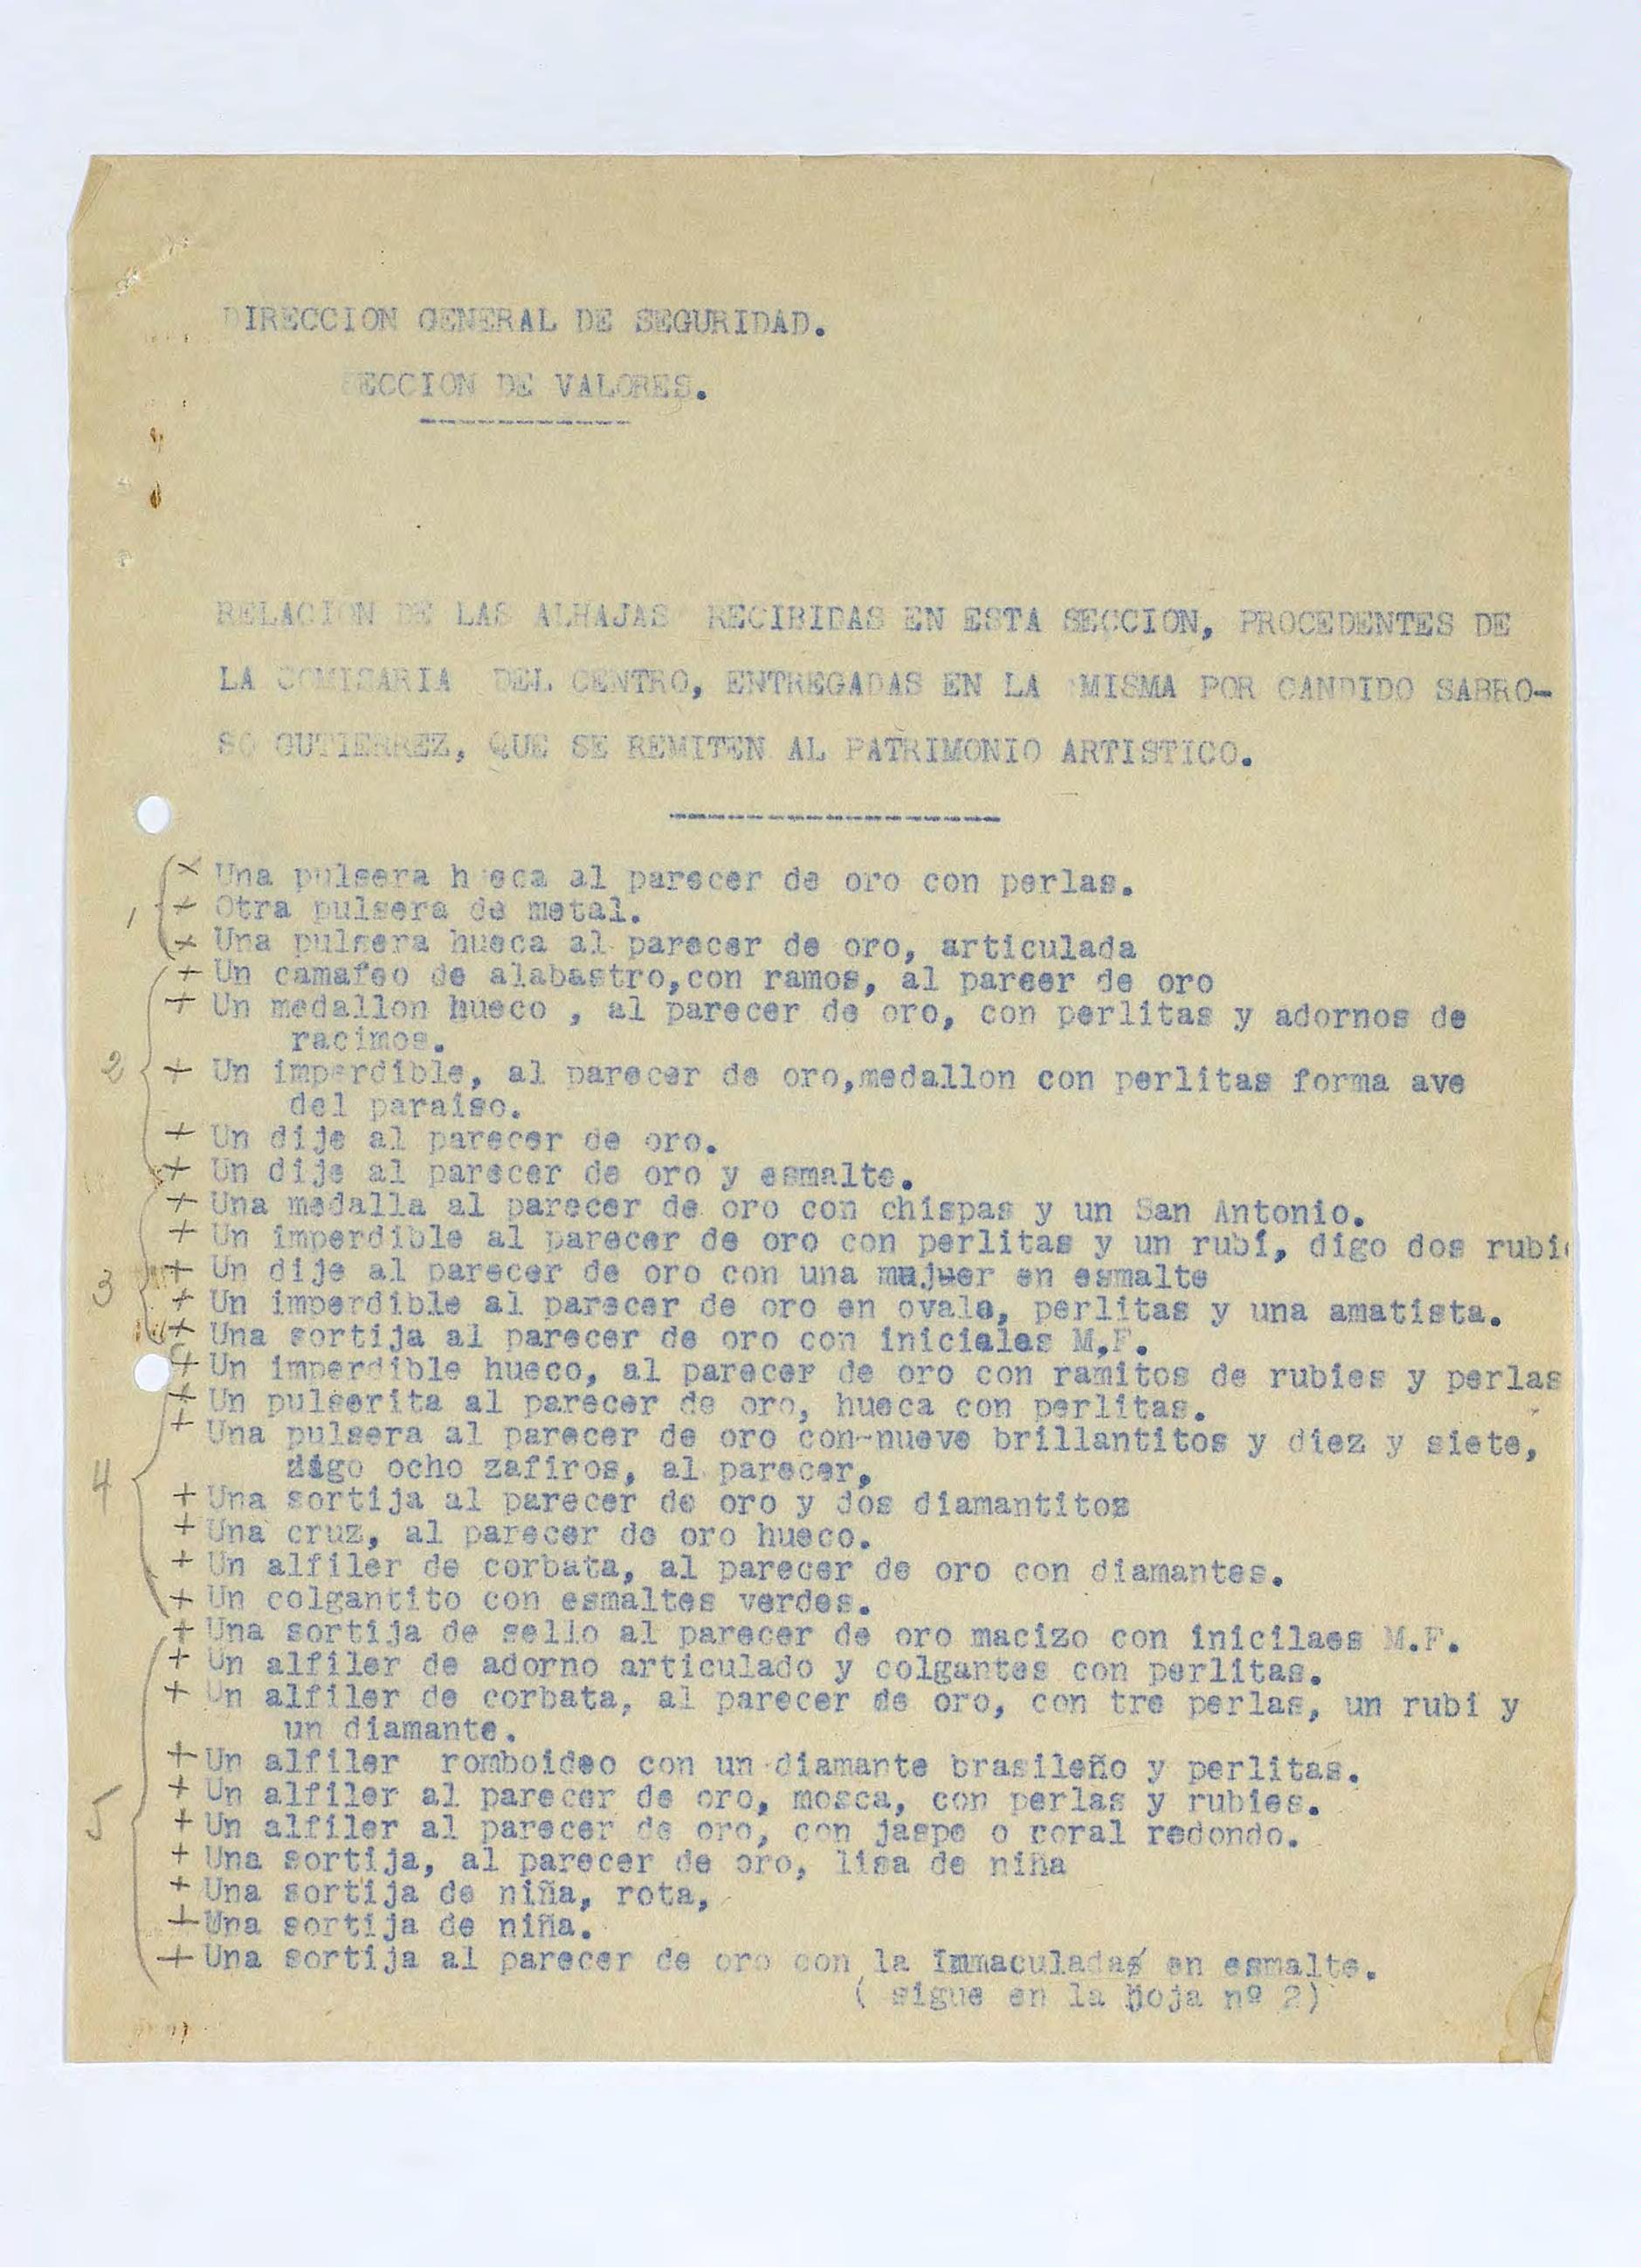 DIRECCION GENERAL DE SEGURIDAD.
SECCION DE VALORES.
RELACION DE LAS ALHAJAS RECIBIDAS EN ESTA SECCION, PROCEDENTES DE
LA COMISARIA DEL CENTRO, ENTREGADAS EN LA MISMA POR CANDIDO SABRO-
SO GUTIERREZ, QUE SE REMITEN AL PATRIMONIO ARTISTICO.
x Una pulsera hueca al parecer de oro con perlas.
1 + Otra pulsera de metal.
x Una pulsera hueca al parecer de oro, articulada
+ Un camafeo de alabastro,con ramos, al pareer de oro
+ Un medallon hueco , al parecer de oro, con perlitas y adornos de
racimos.
2 + Un imperdible, al parecer de oro,medallon con perlitas forma ave
del paraiso.
+ Un dije al parecer de oro.
+ Un dije al parecer de oro y esmalte.
+ Una medalla al parecer de oro con chispas y un San Antonio.
+ Un imperdible al parecer de oro con perlitas y un rubí, digo dos rubi
3 + Un dije al parecer de oro con una mujuer en esmalte
+ Un imperdible al parecer de oro en ovalo, perlitas y una amatista.
+ Una sortija al parecer de oro con iniciales M,F.
+ Un imperdible hueco, al parecer de oro con ramitos de rubies y perlas
+ Un pulserita al parecer de oro, hueca con perlitas.
+ Una pulsera al parecer de oro con-nueve brillantitos y diez y siete,
digo ocho zafiros, al parecer,
4 + Una sortija al parecer de oro y dos diamantitos
+ Una cruz, al parecer de oro hueco.
+ Un alfiler de corbata, al parecer de oro con diamantes.
+ Un colgantito con esmaltes verdes.
+ Una sortija de sello al parecer de oro macizo con inicilaes M.F.
+ Un alfiler de adorno articulado y colgantes con perlitas.
+ Un alfiler de corbata, al parecer de oro, con tre perlas, un rubí y
un diamante.
+ Un alfiler romboideo con un diamante brasileño y perlitas.
+ Un alfiler al parecer de oro, mosca, con perlas y rubies.
5 + Un alfiler al parecer de oro, con jaspe o coral redondo.
+ Una sortija, al parecer de oro, lisa de niña
+ Una sortija de niña, rota,
+ Una sortija de niña.
+ Una sortija al parecer de oro con la Inmaculada en esmalte.
( sigue en la hoja nº 2)